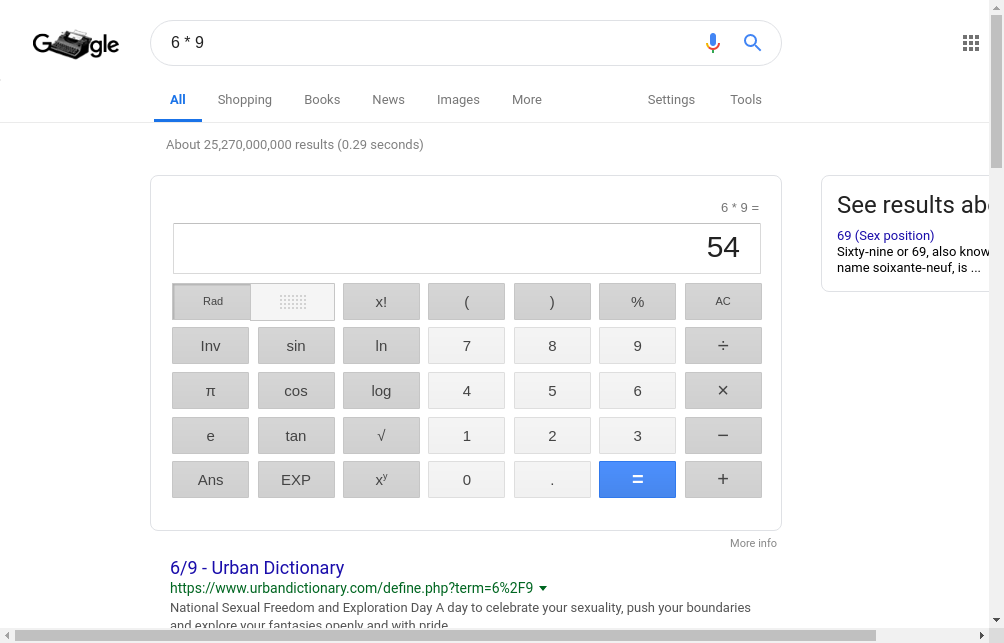 Google
6 * 9
All Shopping Books News Images More Settings Tools
About 25,270,000,000 results (0.29 seconds)
6 * 9 =
54
Rad x! ( ) % AC
Inv sin ln 7 8 9 ÷
π cos log 4 5 6 ×
e tan √ 1 2 3 −
Ans EXP xʸ 0 . = +
More info
See results abo
69 (Sex position)
Sixty-nine or 69, also know
name soixante-neuf, is ...
6/9 - Urban Dictionary
https://www.urbandictionary.com/define.php?term=6%2F9
National Sexual Freedom and Exploration Day A day to celebrate your sexuality, push your boundaries
and explore your fantasies openly and with pride